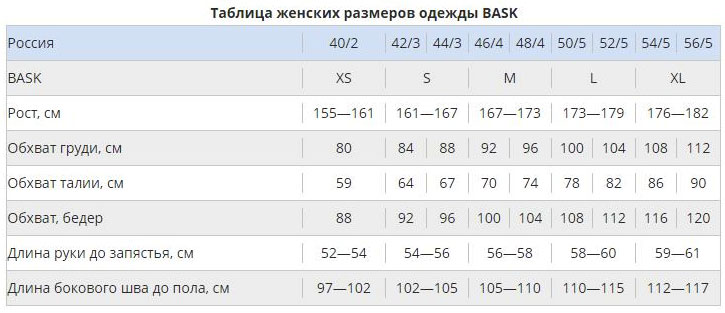 Таблица женских размеров одежды BASK
Россия 40/2 42/3 44/3 46/4 48/4 50/5 52/5 54/5 56/5
BASK XS S M L XL
Рост, см 155—161 161—167 167—173 173—179 176—182
Обхват груди, см 80 84 88 92 96 100 104 108 112
Обхват талии, см 59 64 67 70 74 78 82 86 90
Обхват, бедер 88 92 96 100 104 108 112 116 120
Длина руки до запястья, см 52—54 54—56 56—58 58—60 59—61
Длина бокового шва до пола, см 97—102 102—105 105—110 110—115 112—117